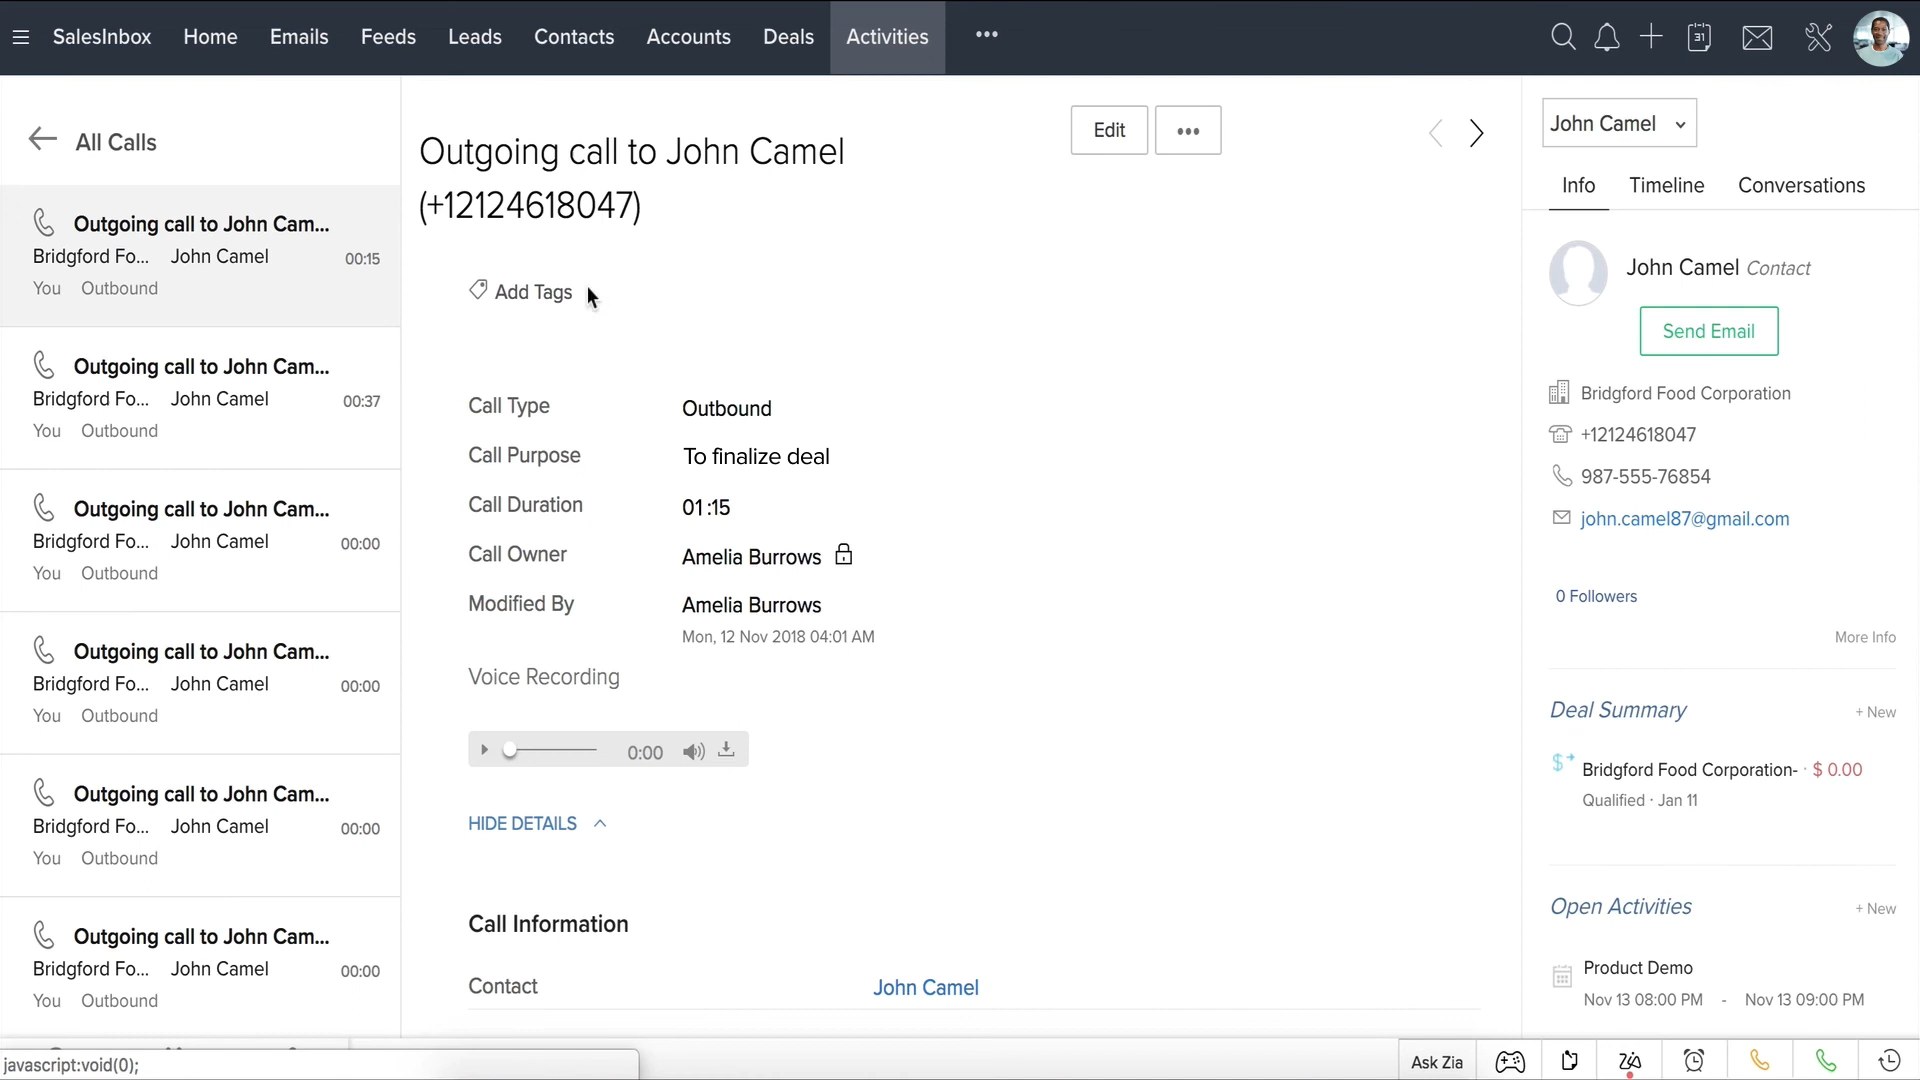 SalesInbox Home Emails Feeds Leads Contacts Accounts Deals Activities ••• 31
All Calls
Outgoing call to John Cam...
Bridgford Fo... John Camel 00:15
You Outbound
Outgoing call to John Cam...
Bridgford Fo... John Camel 00:37
You Outbound
Outgoing call to John Cam...
Bridgford Fo... John Camel 00:00
You Outbound
Outgoing call to John Cam...
Bridgford Fo... John Camel 00:00
You Outbound
Outgoing call to John Cam...
Bridgford Fo... John Camel 00:00
You Outbound
Outgoing call to John Cam...
Bridgford Fo... John Camel 00:00
You Outbound
javascript:void(0);
Outgoing call to John Camel
(+12124618047)
Edit •••
Add Tags
Call Type Outbound
Call Purpose To finalize deal
Call Duration 01:15
Call Owner Amelia Burrows
Modified By Amelia Burrows
Mon, 12 Nov 2018 04:01 AM
Voice Recording
0:00
HIDE DETAILS
Call Information
Contact John Camel
John Camel
Info Timeline Conversations
John Camel Contact
Send Email
Bridgford Food Corporation
+12124618047
987-555-76854
john.camel87@gmail.com
0 Followers
More Info
Deal Summary + New
Bridgford Food Corporation- · $ 0.00
Qualified · Jan 11
Open Activities + New
Product Demo
Nov 13 08:00 PM - Nov 13 09:00 PM
Ask Zia